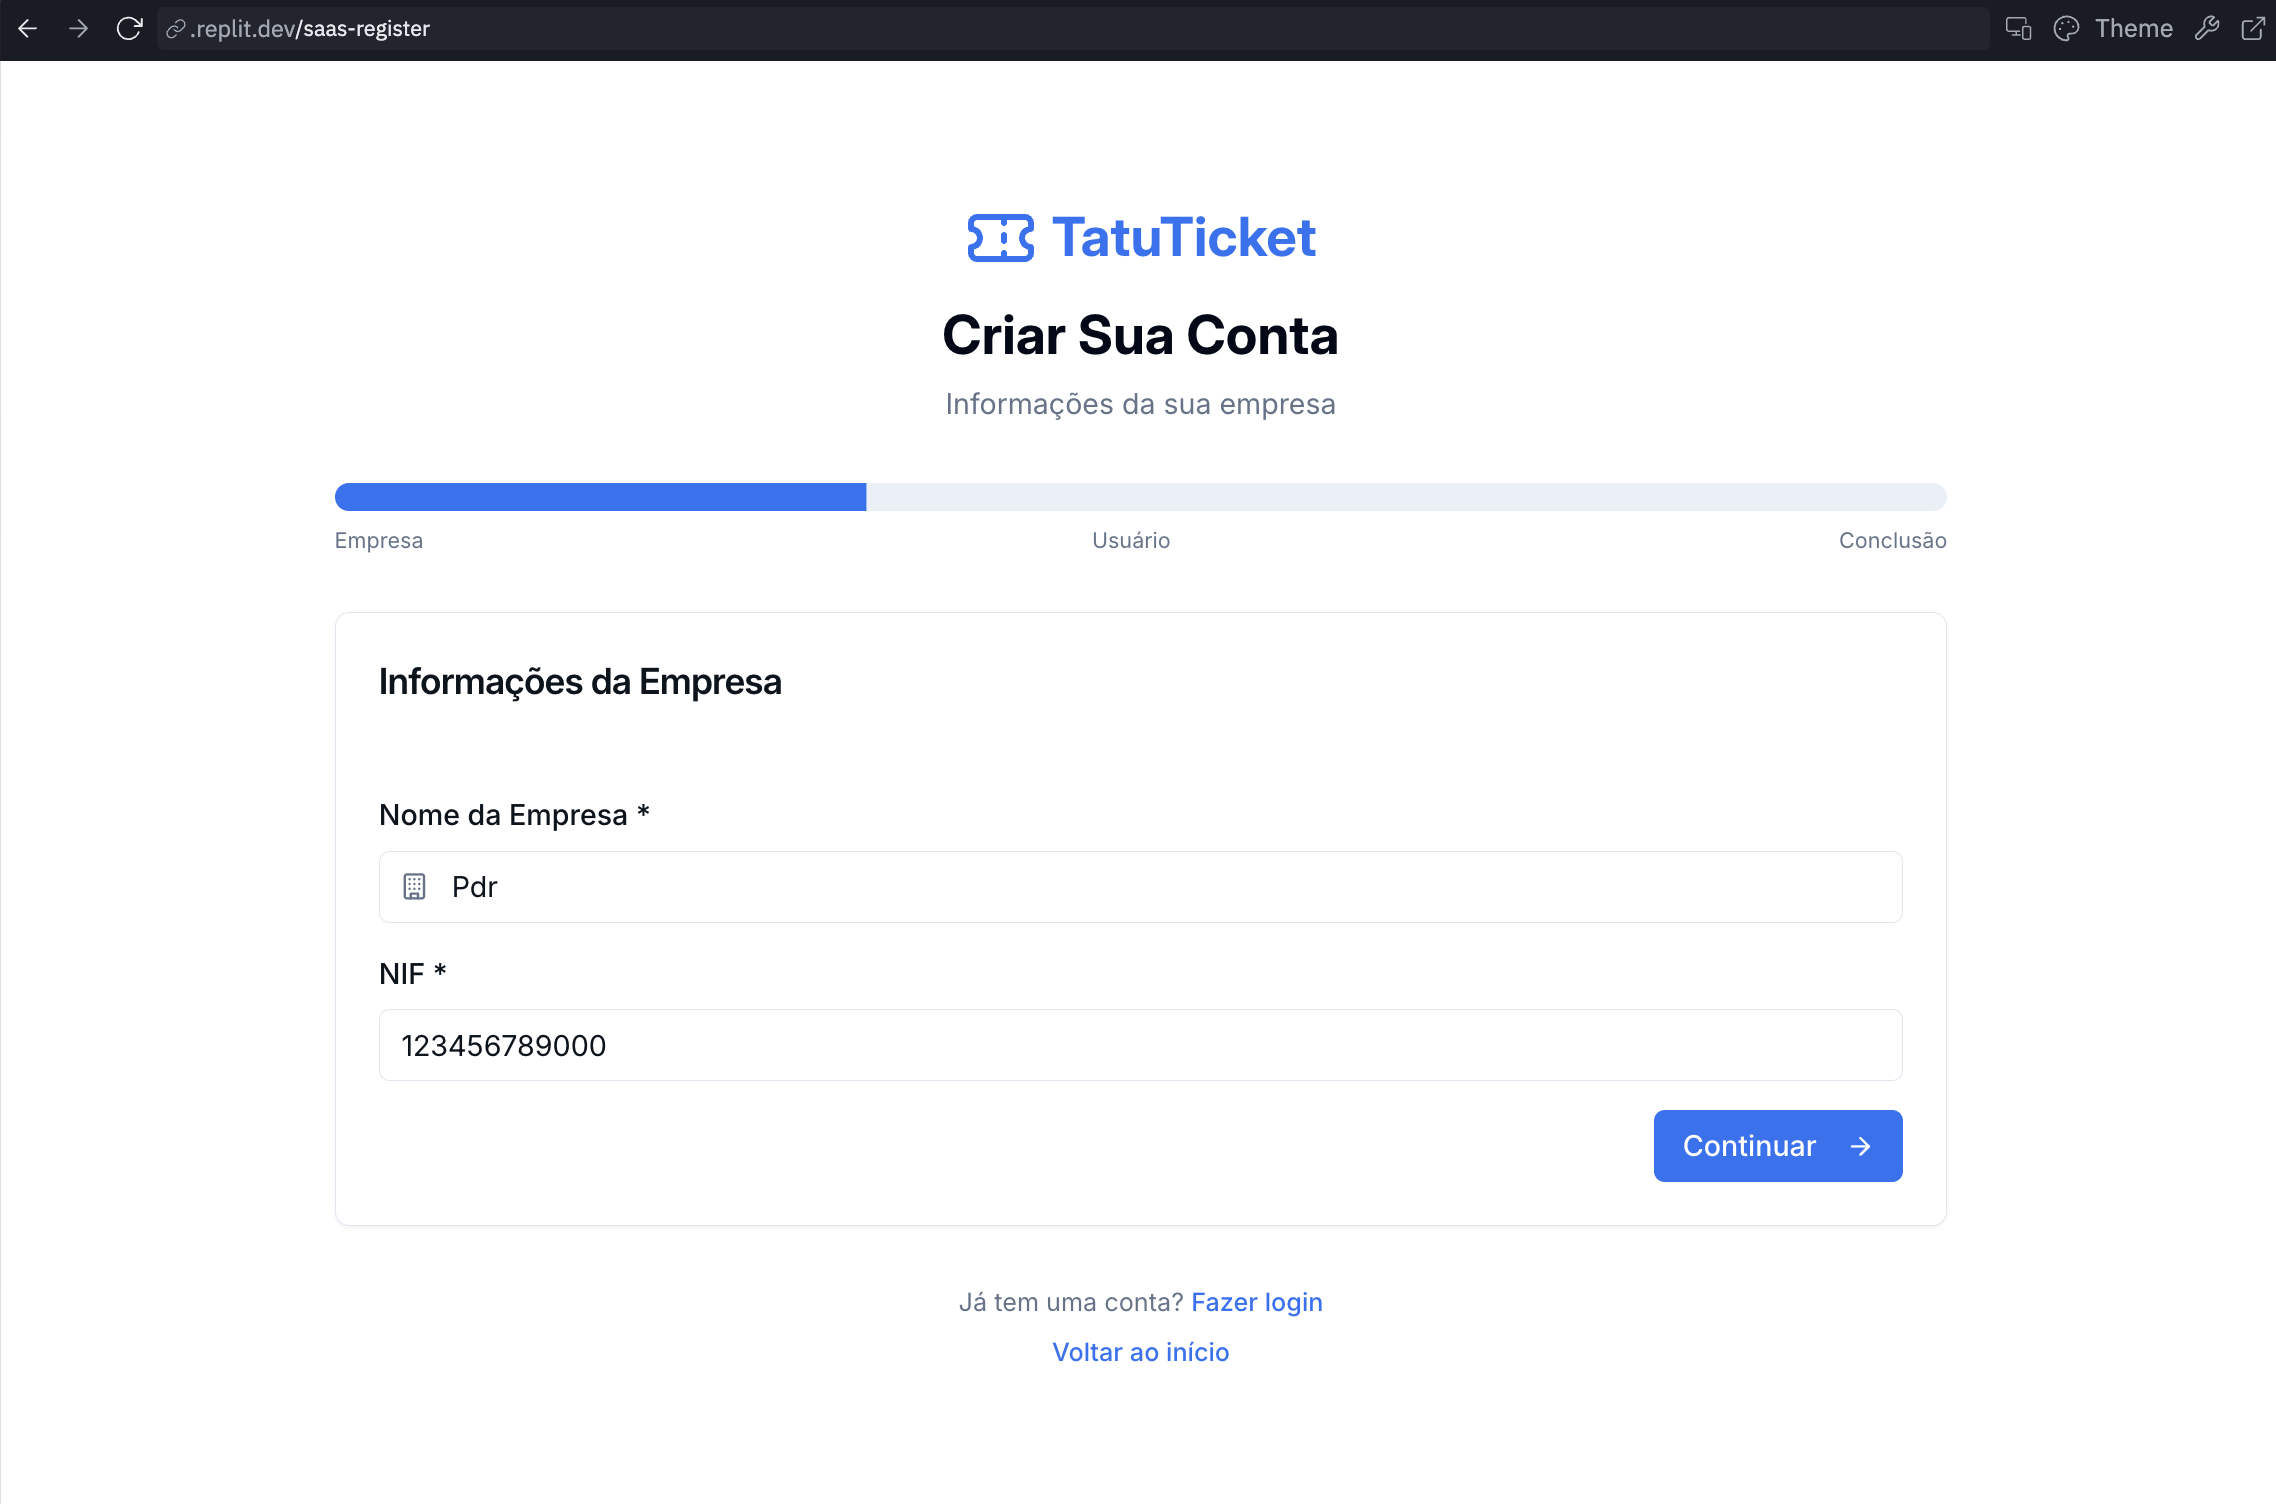 .replit.dev/saas-register
Theme
TatuTicket
Criar Sua Conta
Informações da sua empresa
Empresa
Usuário
Conclusão
Informações da Empresa
Nome da Empresa *
Pdr
NIF *
123456789000
Continuar
Já tem uma conta? Fazer login
Voltar ao início